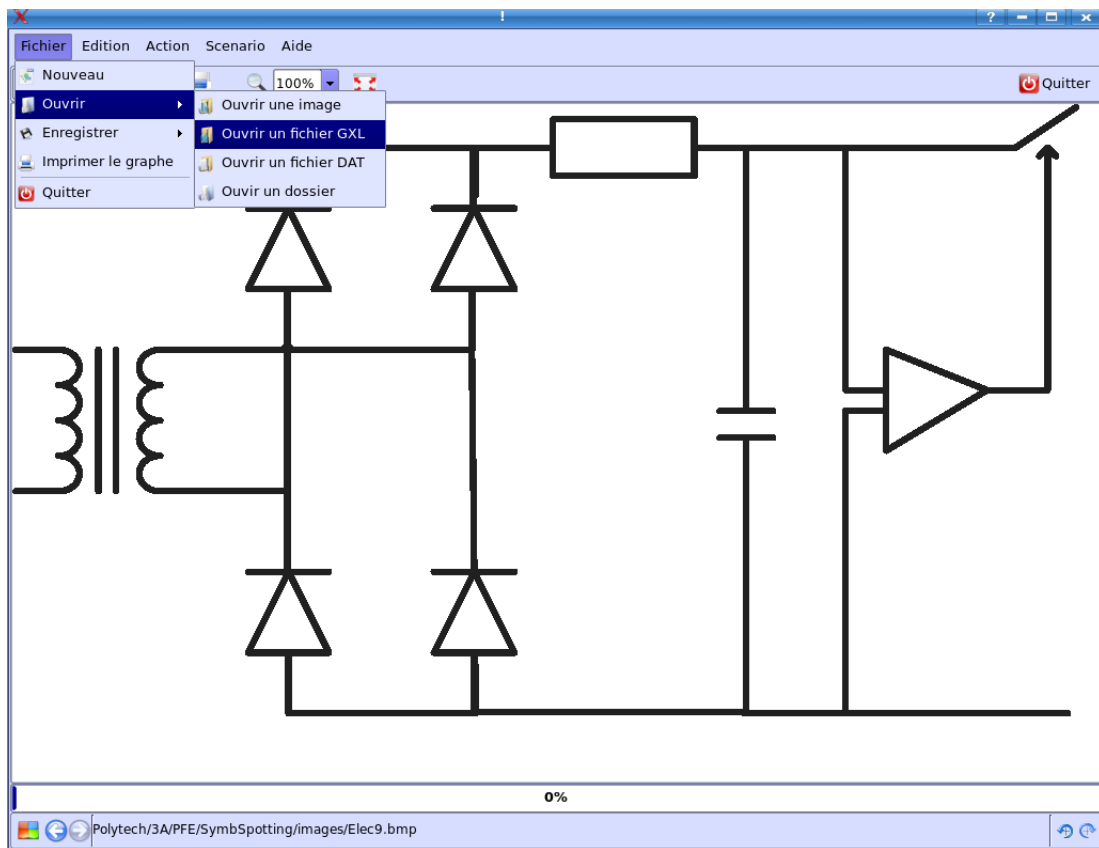 !
Fichier Edition Action Scenario Aide
100% Quitter
Nouveau
Ouvrir
Enregistrer
Imprimer le graphe
Quitter
Ouvrir une image
Ouvrir un fichier GXL
Ouvrir un fichier DAT
Ouvir un dossier
0%
Polytech/3A/PFE/SymbSpotting/images/Elec9.bmp